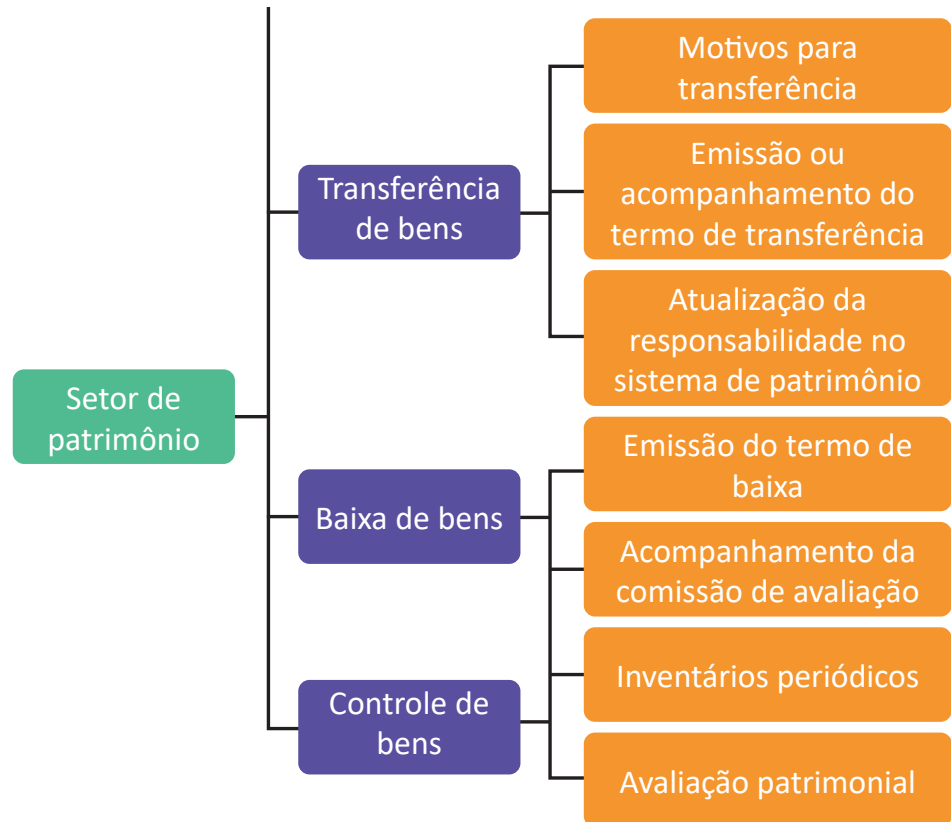 Setor de
patrimônio
Transferência
de bens
Motivos para
transferência
Emissão ou
acompanhamento do
termo de transferência
Atualização da
responsabilidade no
sistema de patrimônio
Baixa de bens
Emissão do termo de
baixa
Acompanhamento da
comissão de avaliação
Controle de
bens
Inventários periódicos
Avaliação patrimonial